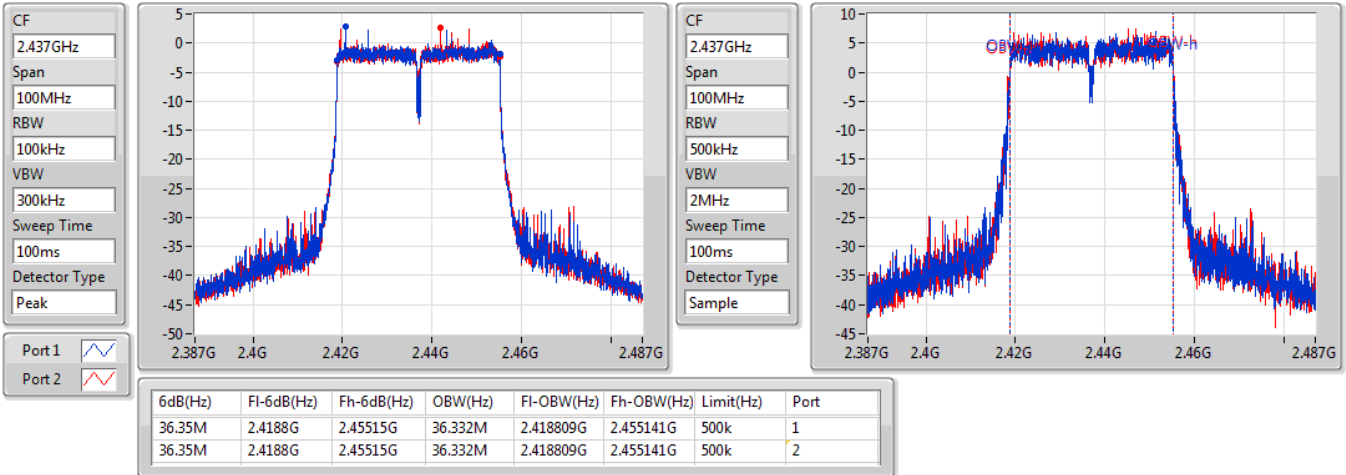 CF
2.437GHz
Span
100MHz
RBW
100kHz
VBW
300kHz
Sweep Time
100ms
Detector Type
Peak
Port 1
Port 2
5
0
-5
-10
-15
-20
-25
-30
-35
-40
-45
-50
2.387G 2.4G 2.42G 2.44G 2.46G 2.487G
CF
2.437GHz
Span
100MHz
RBW
500kHz
VBW
2MHz
Sweep Time
100ms
Detector Type
Sample
10
5
0
-5
-10
-15
-20
-25
-30
-35
-40
-45
OBW-h
2.387G 2.4G 2.42G 2.44G 2.46G 2.487G
6dB(Hz) Fl-6dB(Hz) Fh-6dB(Hz) OBW(Hz) Fl-OBW(Hz) Fh-OBW(Hz) Limit(Hz) Port
36.35M 2.4188G 2.45515G 36.332M 2.418809G 2.455141G 500k 1
36.35M 2.4188G 2.45515G 36.332M 2.418809G 2.455141G 500k 2